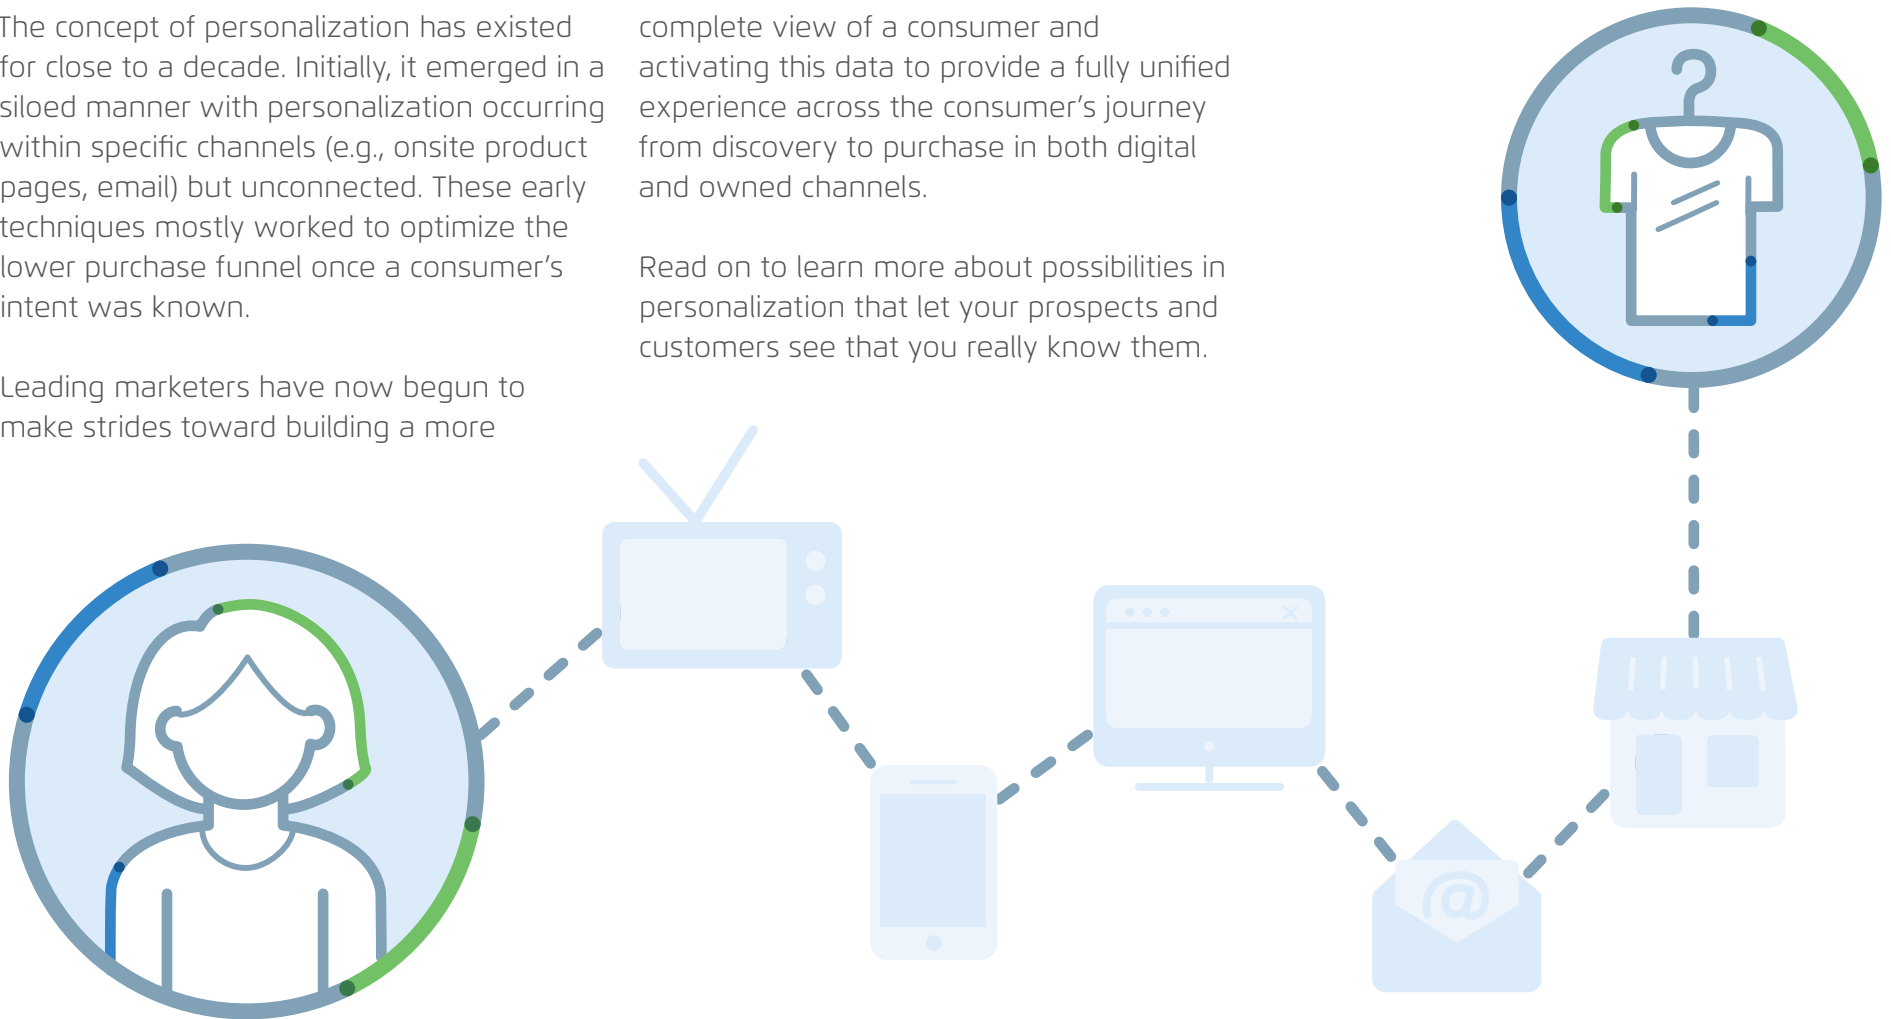 The concept of personalization has existed
for close to a decade. Initially, it emerged in a
siloed manner with personalization occurring
within specific channels (e.g., onsite product
pages, email) but unconnected. These early
techniques mostly worked to optimize the
lower purchase funnel once a consumer’s
intent was known.
Leading marketers have now begun to
make strides toward building a more
complete view of a consumer and
activating this data to provide a fully unified
experience across the consumer’s journey
from discovery to purchase in both digital
and owned channels.
Read on to learn more about possibilities in
personalization that let your prospects and
customers see that you really know them.
@